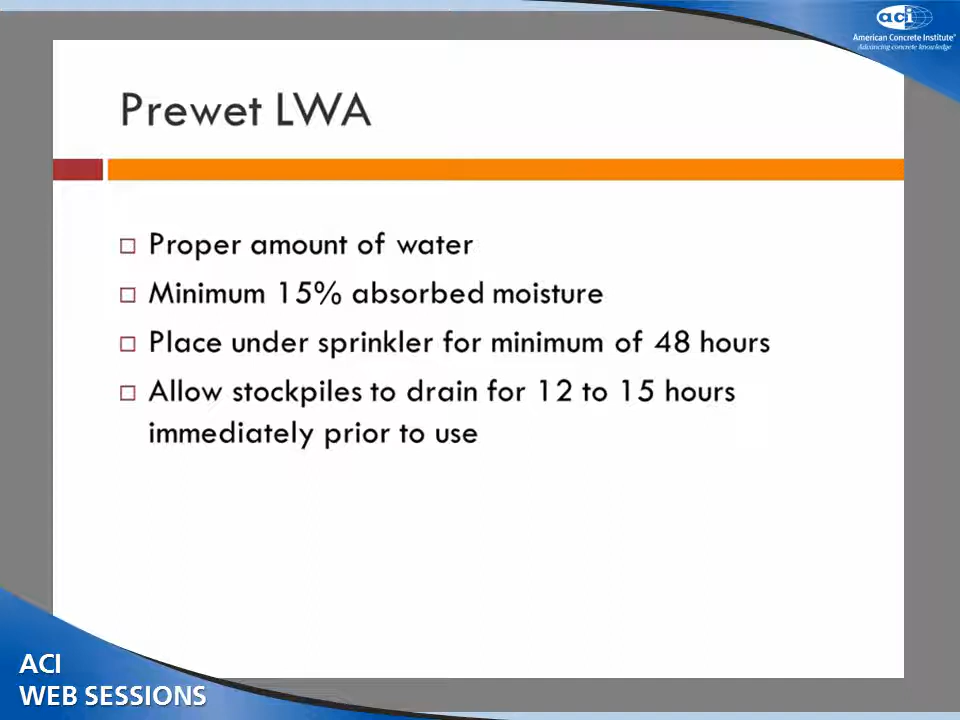 aci
American Concrete Institute®
Advancing concrete knowledge
Prewet LWA
Proper amount of water
Minimum 15% absorbed moisture
Place under sprinkler for minimum of 48 hours
Allow stockpiles to drain for 12 to 15 hours
immediately prior to use
ACI
WEB SESSIONS